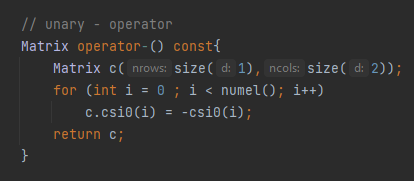 // unary - operator
Matrix operator-() const{
Matrix c( nrows: size( d: 1), ncols: size( d: 2));
for (int i = 0 ; i < numel(); i++)
c.csi0(i) = -csi0(i);
return c;
}